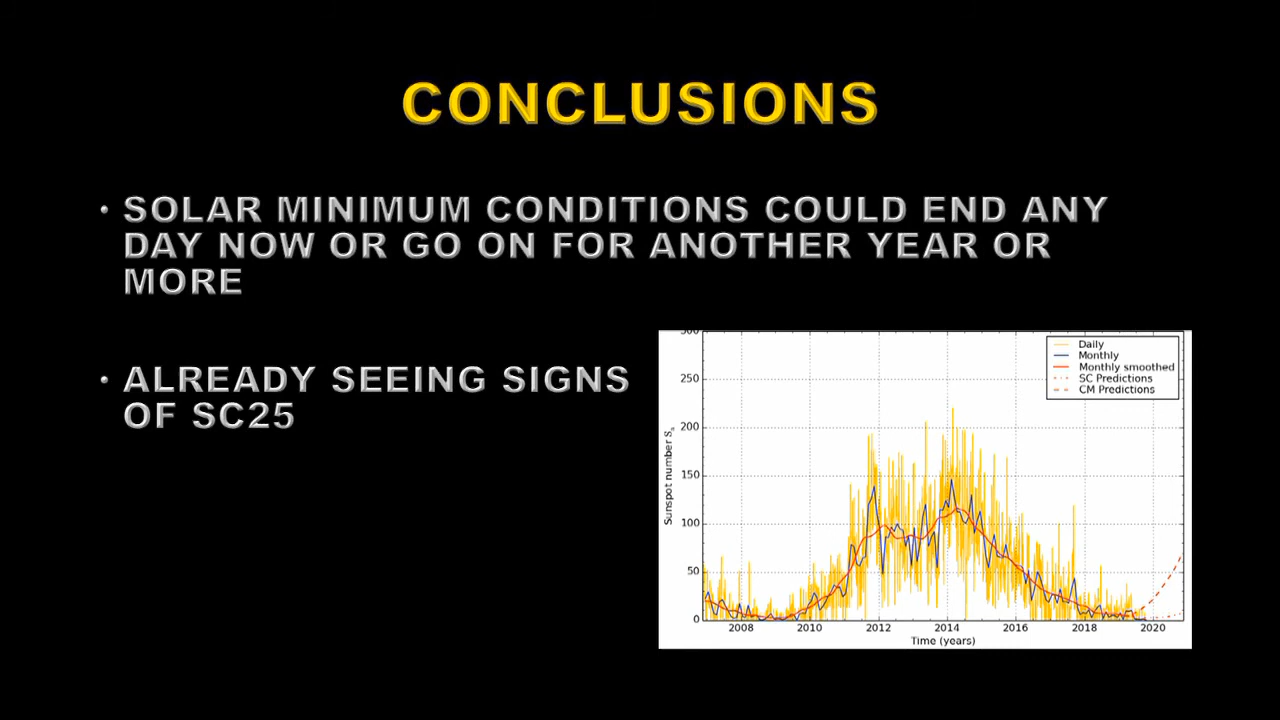 CONCLUSIONS
• SOLAR MINIMUM CONDITIONS COULD END ANY
DAY NOW OR GO ON FOR ANOTHER YEAR OR
MORE
• ALREADY SEEING SIGNS
OF SC25
300
250
200
150
100
50
0
Sunspot number Sn
Daily
Monthly
Monthly smoothed
SC Predictions
CM Predictions
2008 2010 2012 2014 2016 2018 2020
Time (years)